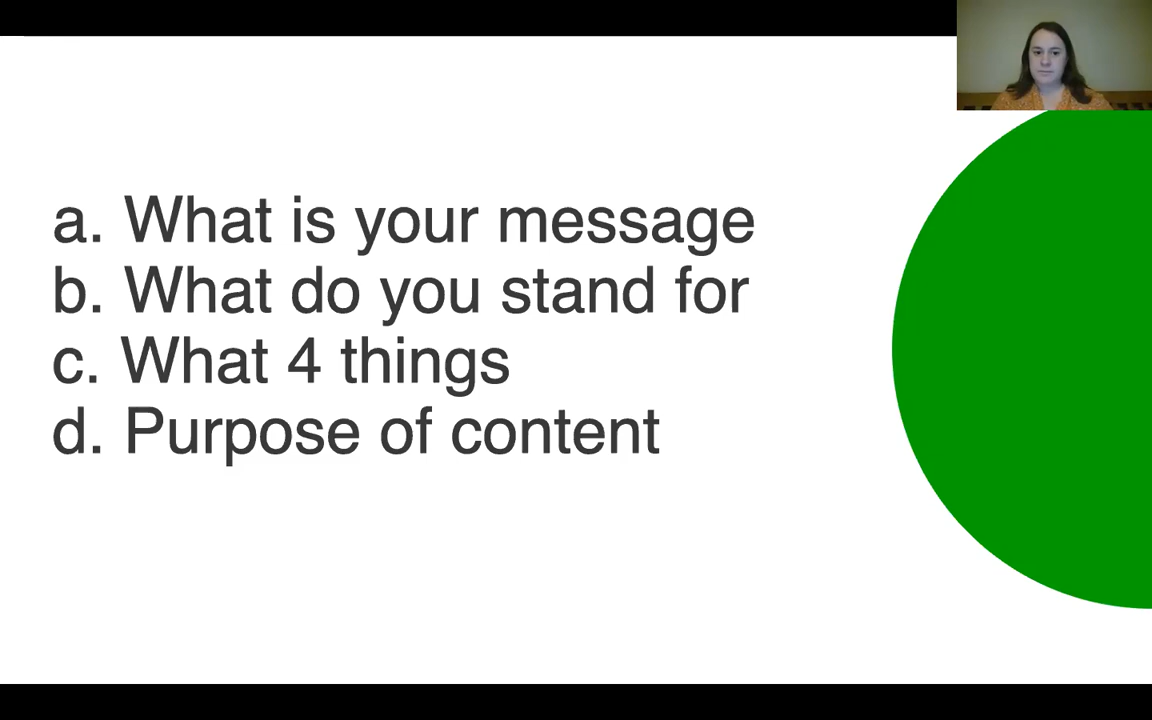 a. What is your message
b. What do you stand for
c. What 4 things
d. Purpose of content